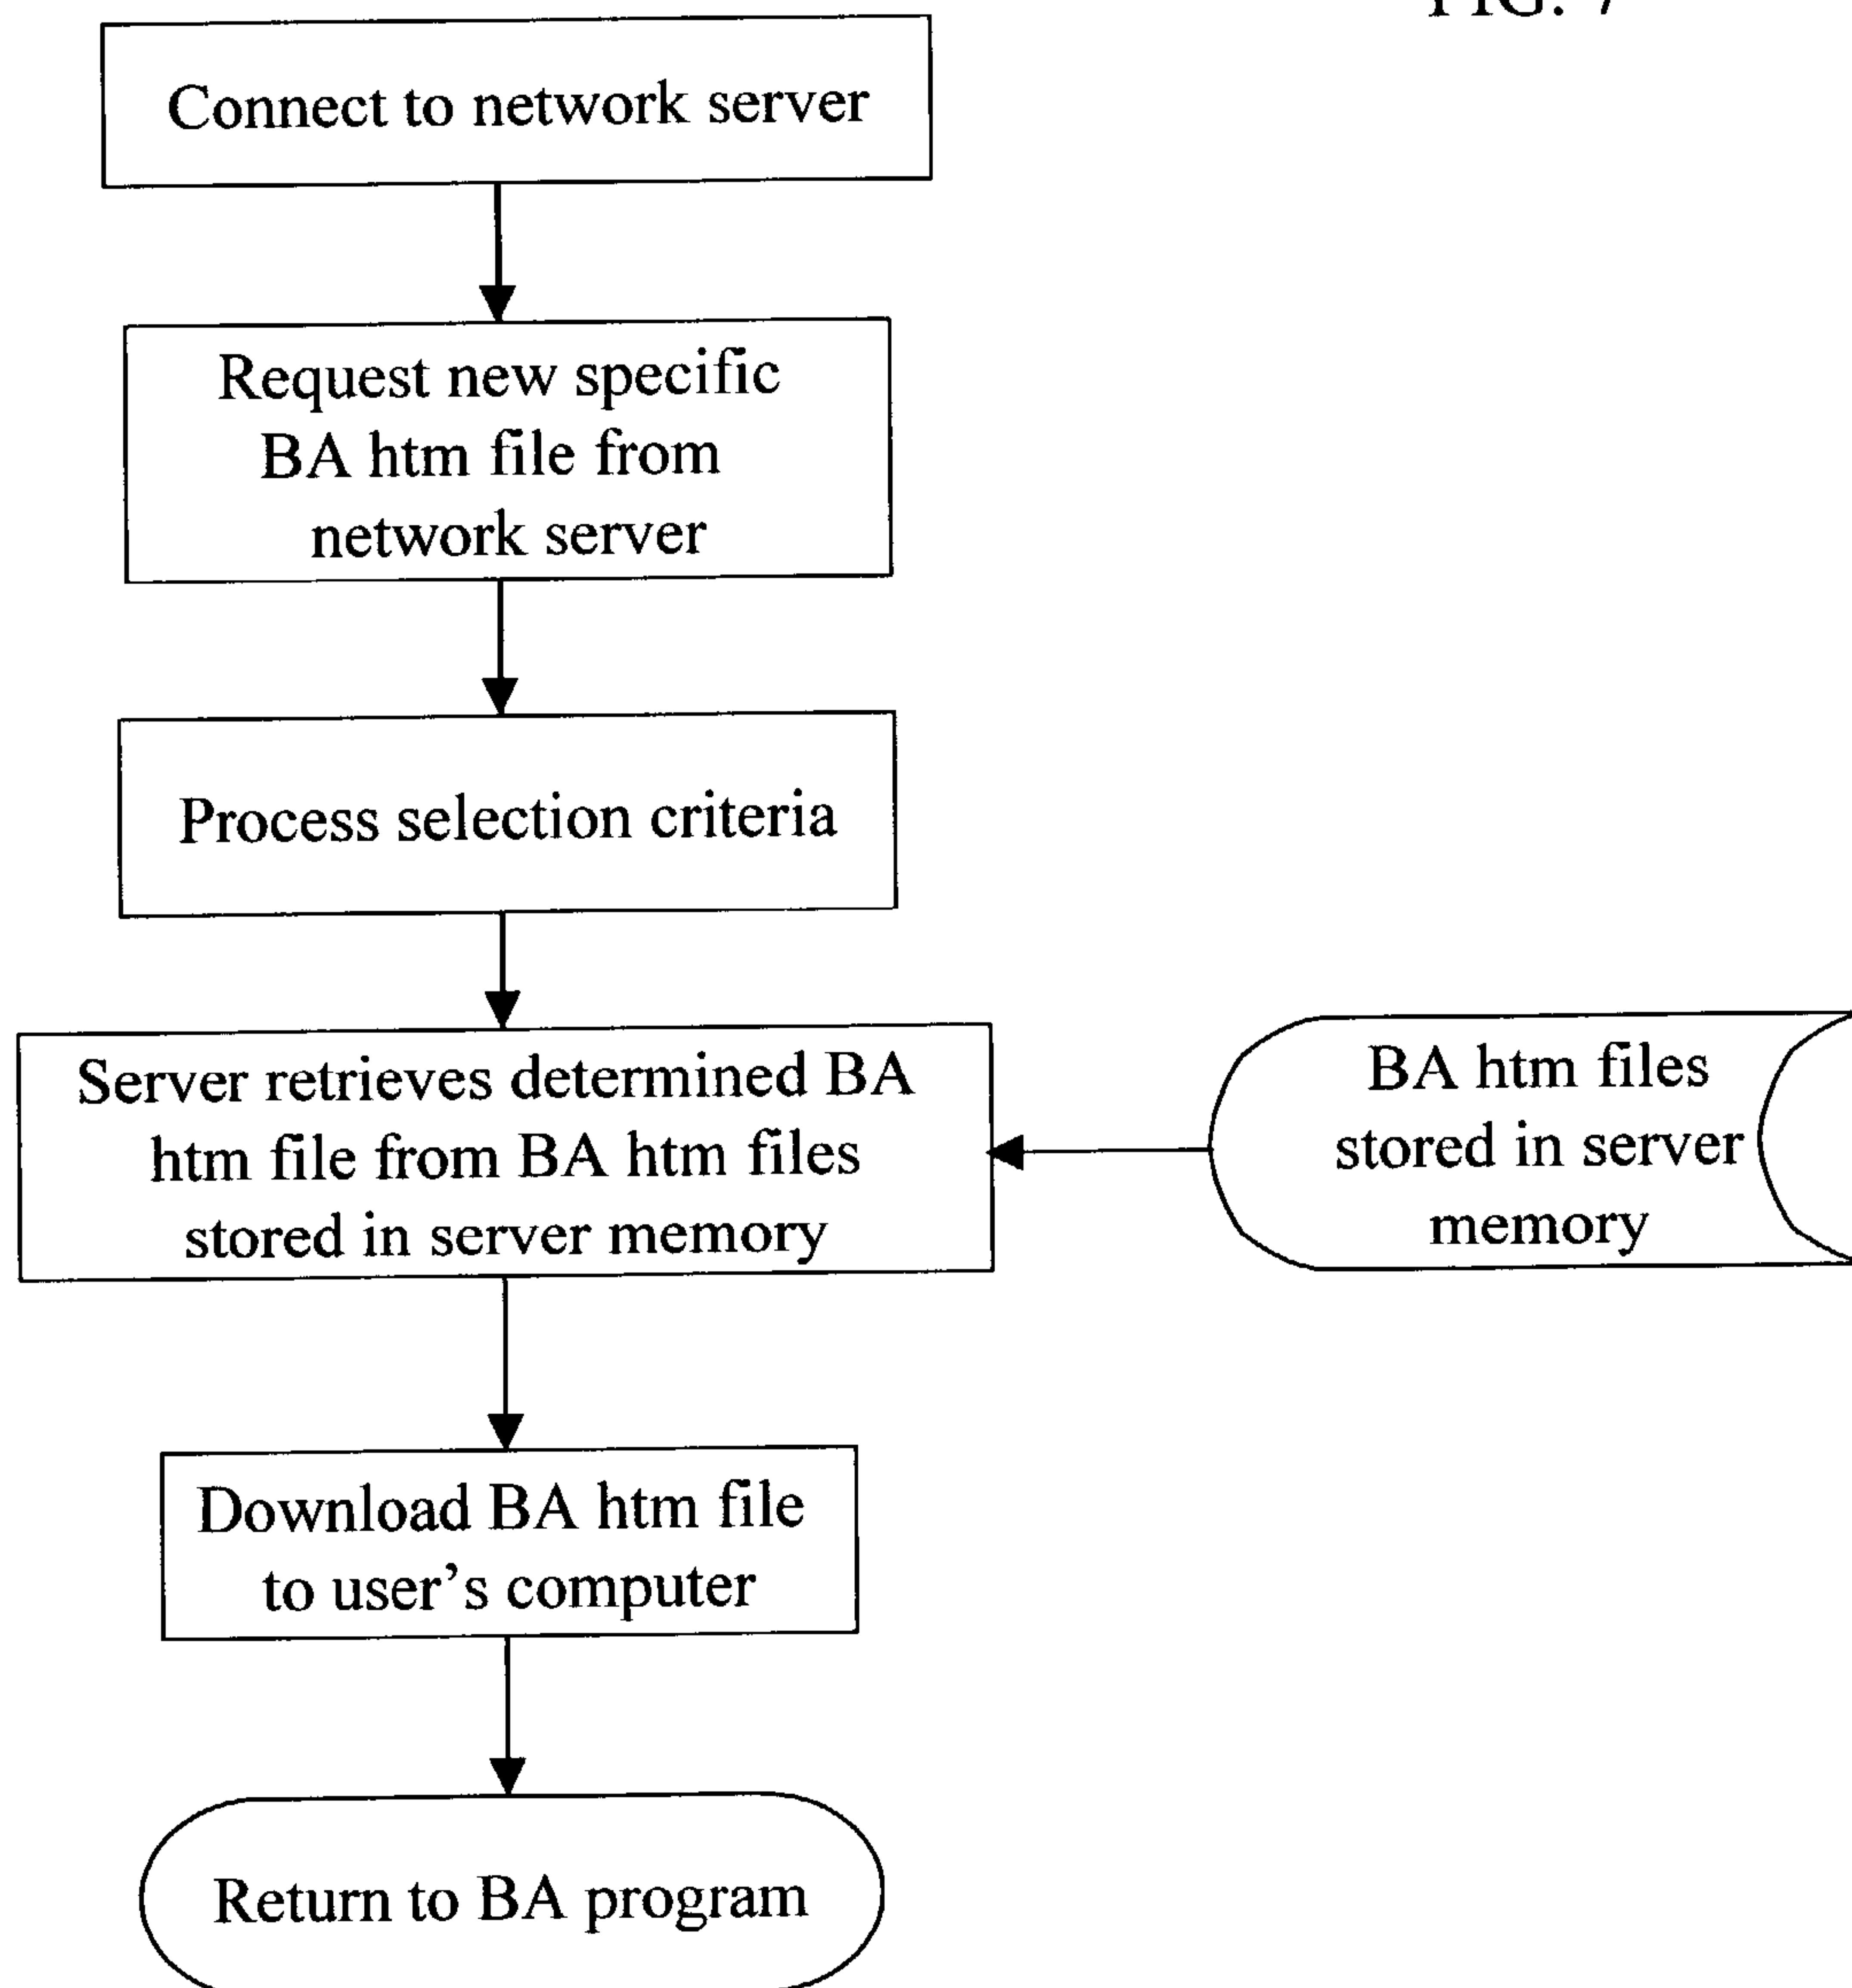 FIG. 7
Connect to network server
Request new specific
BA htm file from
network server
Process selection criteria
Server retrieves determined BA
htm file from BA htm files
stored in server memory
BA htm files
stored in server
memory
Download BA htm file
to user's computer
Return to BA program